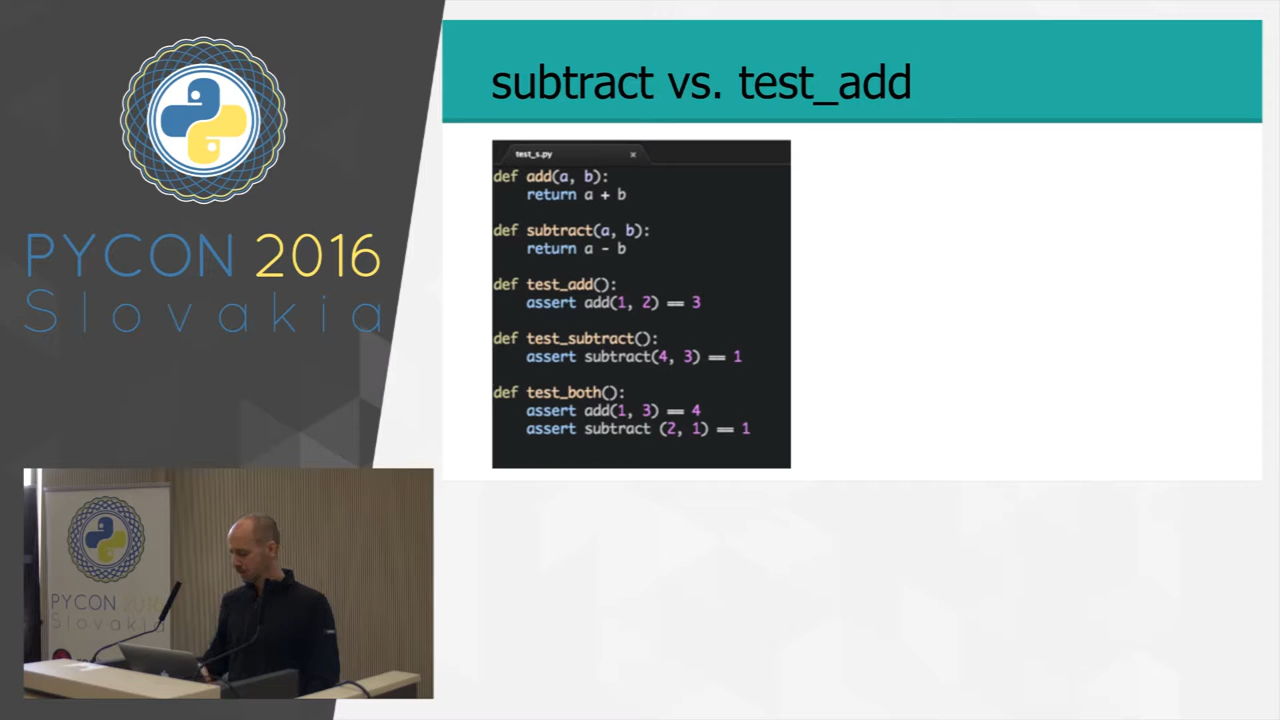 PYCON 2016
Slovakia
subtract vs. test_add
test_s.py ×
def add(a, b):
    return a + b
def subtract(a, b):
    return a - b
def test_add():
    assert add(1, 2) == 3
def test_subtract():
    assert subtract(4, 3) == 1
def test_both():
    assert add(1, 3) == 4
    assert subtract (2, 1) == 1
PYCON 2016
Slovakia